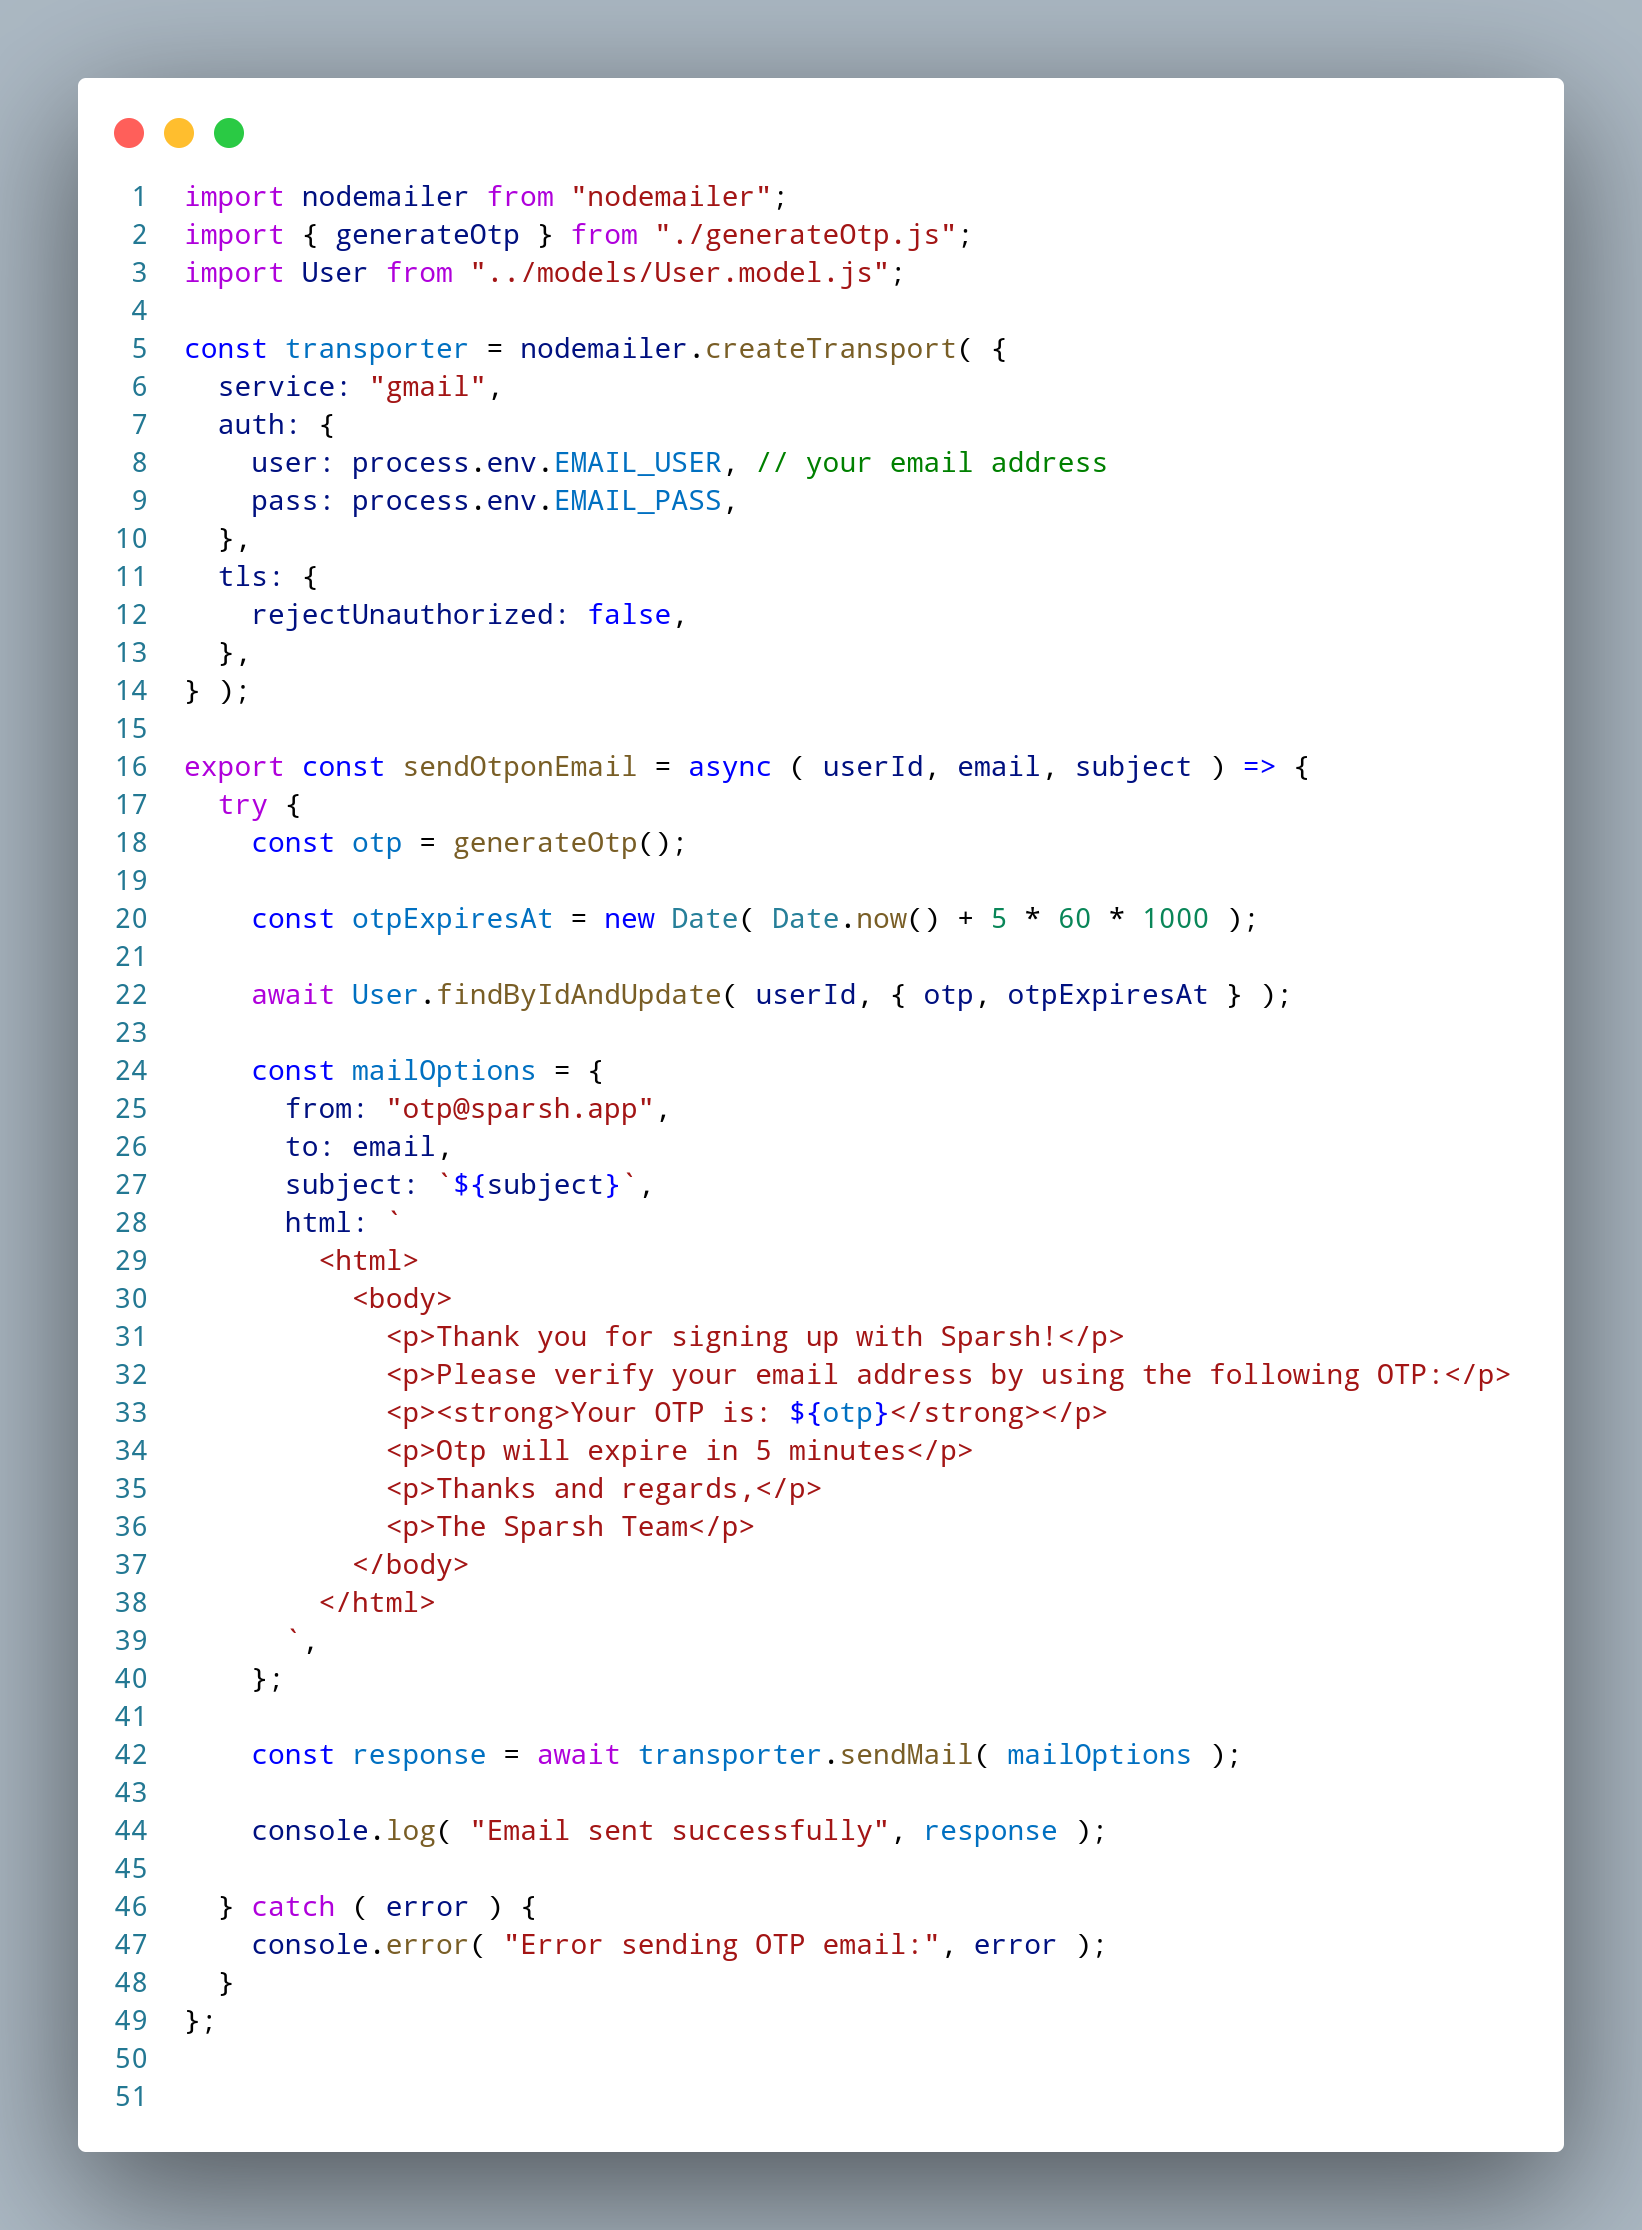 1 import nodemailer from "nodemailer";
2 import { generateOtp } from "./generateOtp.js";
3 import User from "../models/User.model.js";
4
5 const transporter = nodemailer.createTransport( {
6   service: "gmail",
7   auth: {
8     user: process.env.EMAIL_USER, // your email address
9     pass: process.env.EMAIL_PASS,
10   },
11   tls: {
12     rejectUnauthorized: false,
13   },
14 } );
15
16 export const sendOtponEmail = async ( userId, email, subject ) => {
17   try {
18     const otp = generateOtp();
19
20     const otpExpiresAt = new Date( Date.now() + 5 * 60 * 1000 );
21
22     await User.findByIdAndUpdate( userId, { otp, otpExpiresAt } );
23
24     const mailOptions = {
25       from: "otp@sparsh.app",
26       to: email,
27       subject: `${subject}`,
28       html: `
29         <html>
30           <body>
31             <p>Thank you for signing up with Sparsh!</p>
32             <p>Please verify your email address by using the following OTP:</p>
33             <p><strong>Your OTP is: ${otp}</strong></p>
34             <p>Otp will expire in 5 minutes</p>
35             <p>Thanks and regards,</p>
36             <p>The Sparsh Team</p>
37           </body>
38         </html>
39       `,
40     };
41
42     const response = await transporter.sendMail( mailOptions );
43
44     console.log( "Email sent successfully", response );
45
46   } catch ( error ) {
47     console.error( "Error sending OTP email:", error );
48   }
49 };
50
51